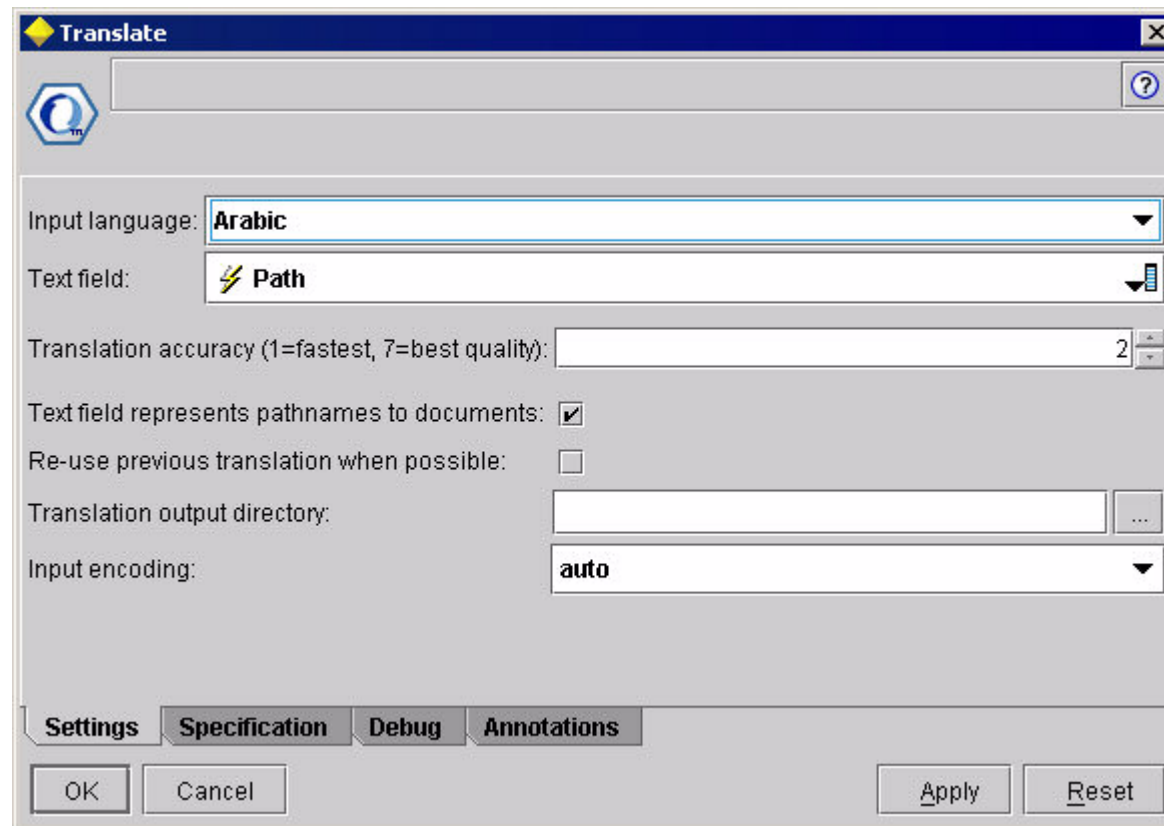 Translate
Input language: Arabic
Text field: Path
Translation accuracy (1=fastest, 7=best quality): 2
Text field represents pathnames to documents:
Re-use previous translation when possible:
Translation output directory: ...
Input encoding: auto
Settings Specification Debug Annotations
OK Cancel Apply Reset